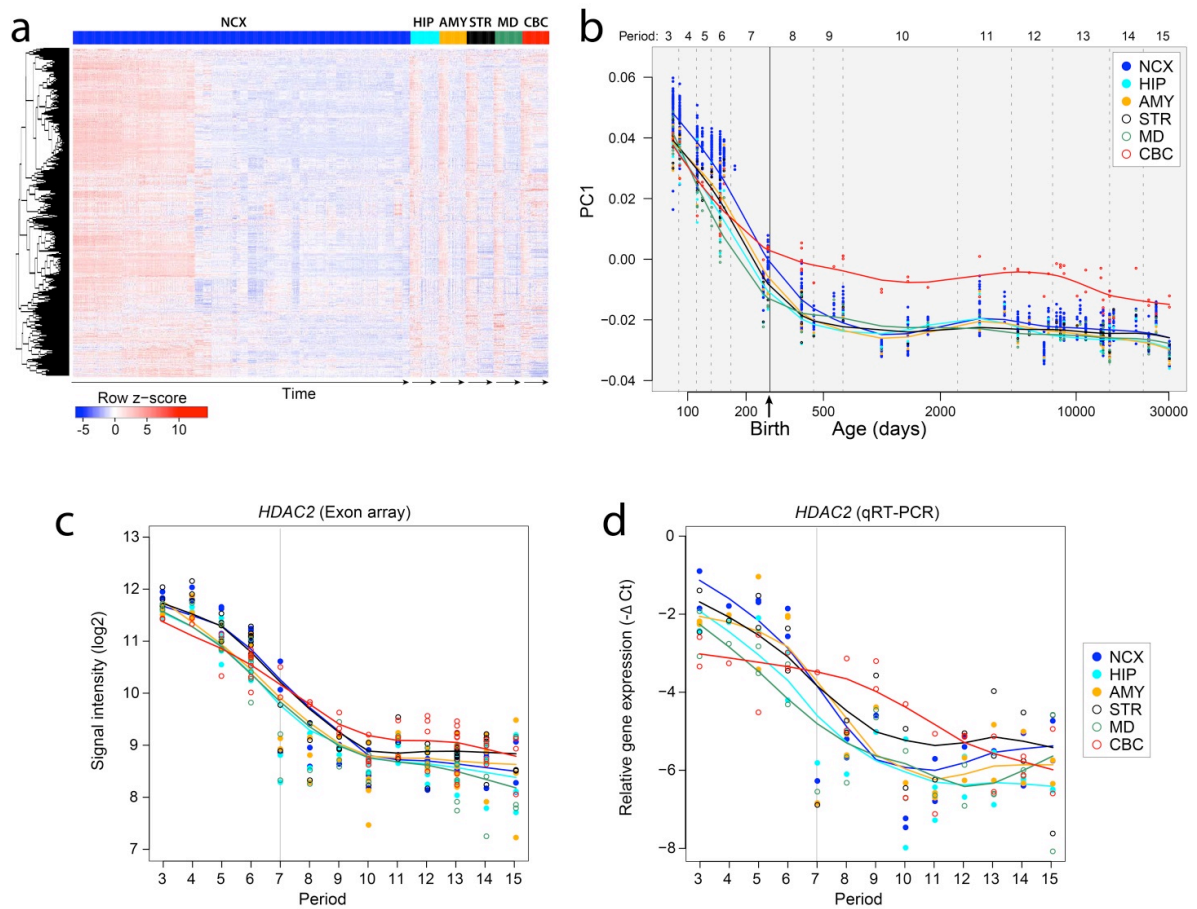 a
NCX HIP AMY STR MD CBC
Time
Row z−score
-5 0 5 10
b
Period: 3 4 5 6 7 8 9 10 11 12 13 14 15
0.06
0.04
0.02
0.00
−0.02
−0.04
PC1
NCX
HIP
AMY
STR
MD
CBC
100 200 500 2000 10000 30000
Birth
Age (days)
c
HDAC2 (Exon array)
13
12
11
10
9
8
7
Signal intensity (log2)
3 4 5 6 7 8 9 10 11 12 13 14 15
Period
d
HDAC2 (qRT-PCR)
0
−2
−4
−6
−8
Relative gene expression (-Δ Ct)
3 4 5 6 7 8 9 10 11 12 13 14 15
Period
NCX
HIP
AMY
STR
MD
CBC